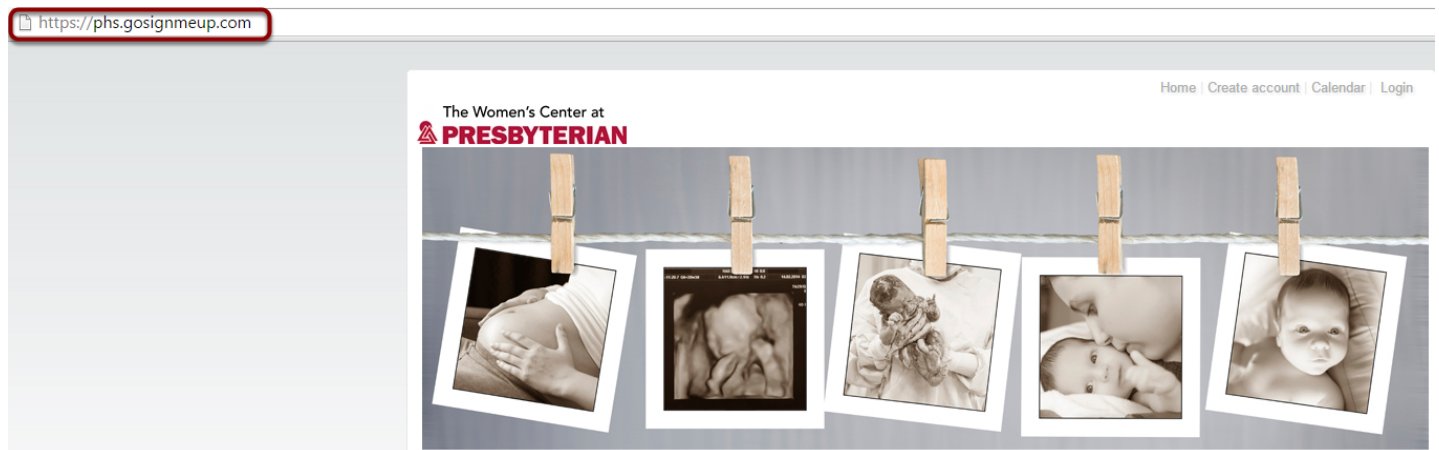 https://phs.gosignmeup.com
Home | Create account | Calendar | Login
The Women's Center at
PRESBYTERIAN